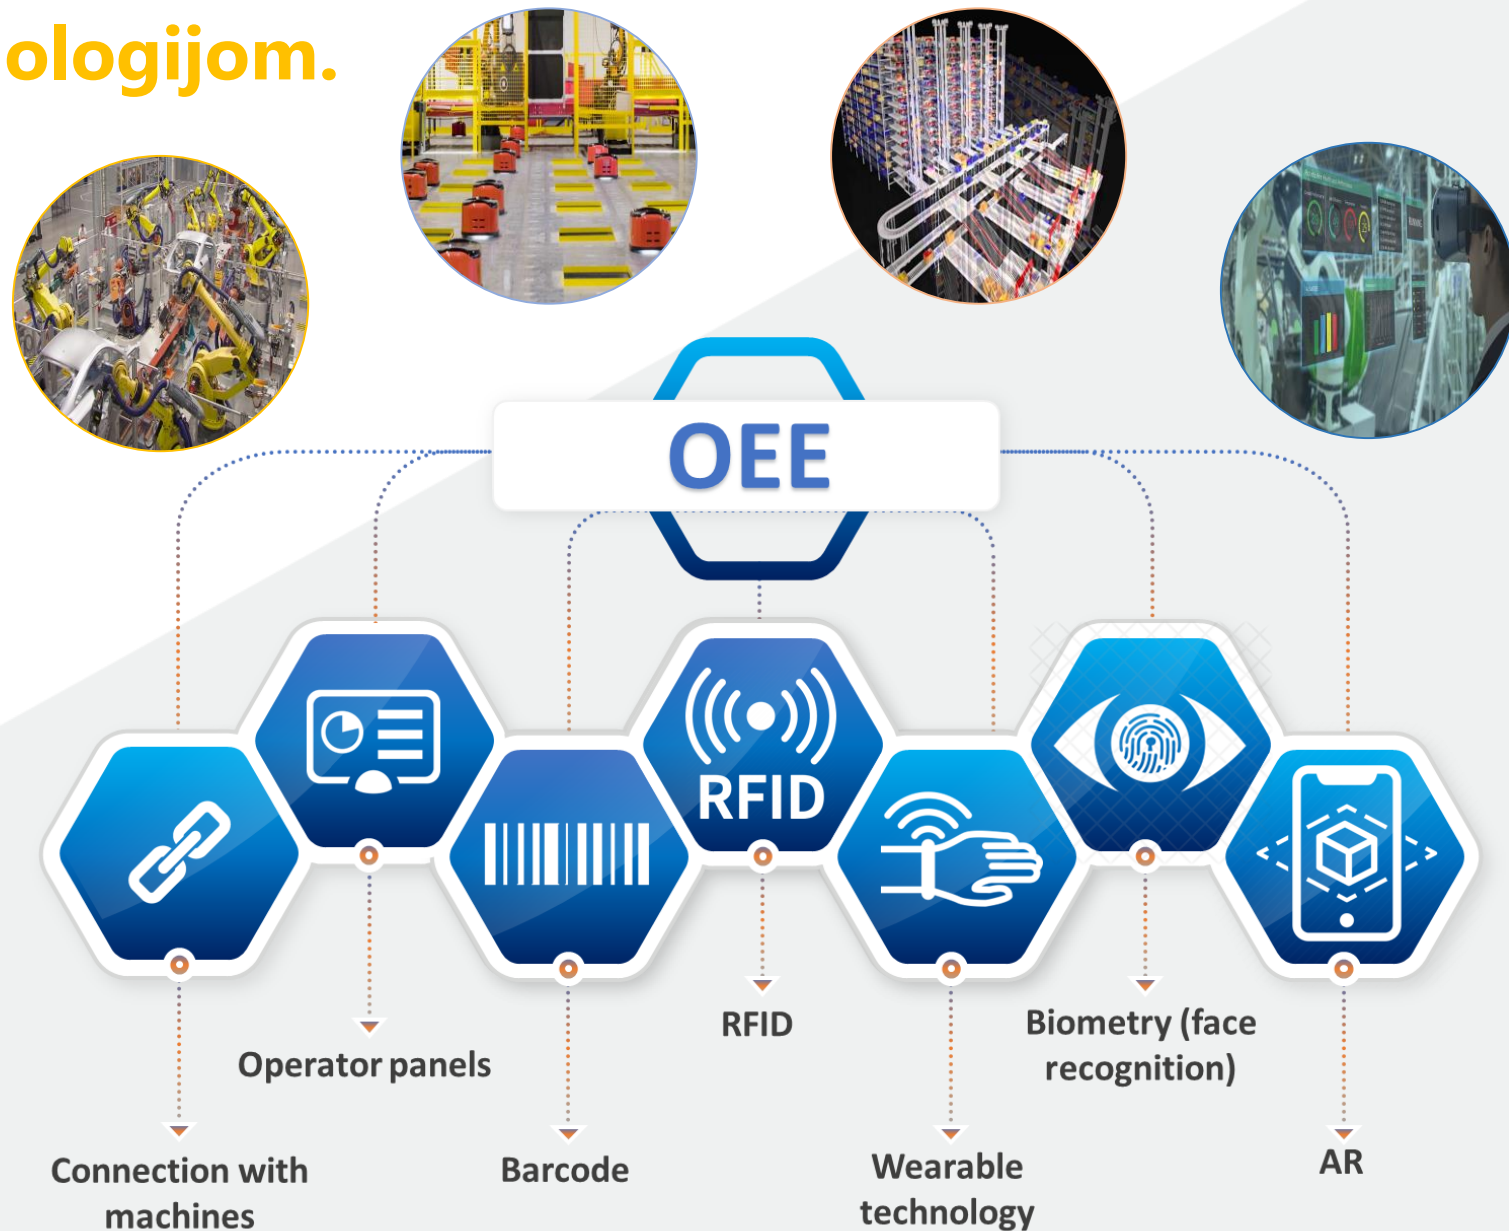 ologijom.
OEE
RFID
RFID
Biometry (face
recognition)
Operator panels
Connection with
machines
Barcode
Wearable
technology
AR